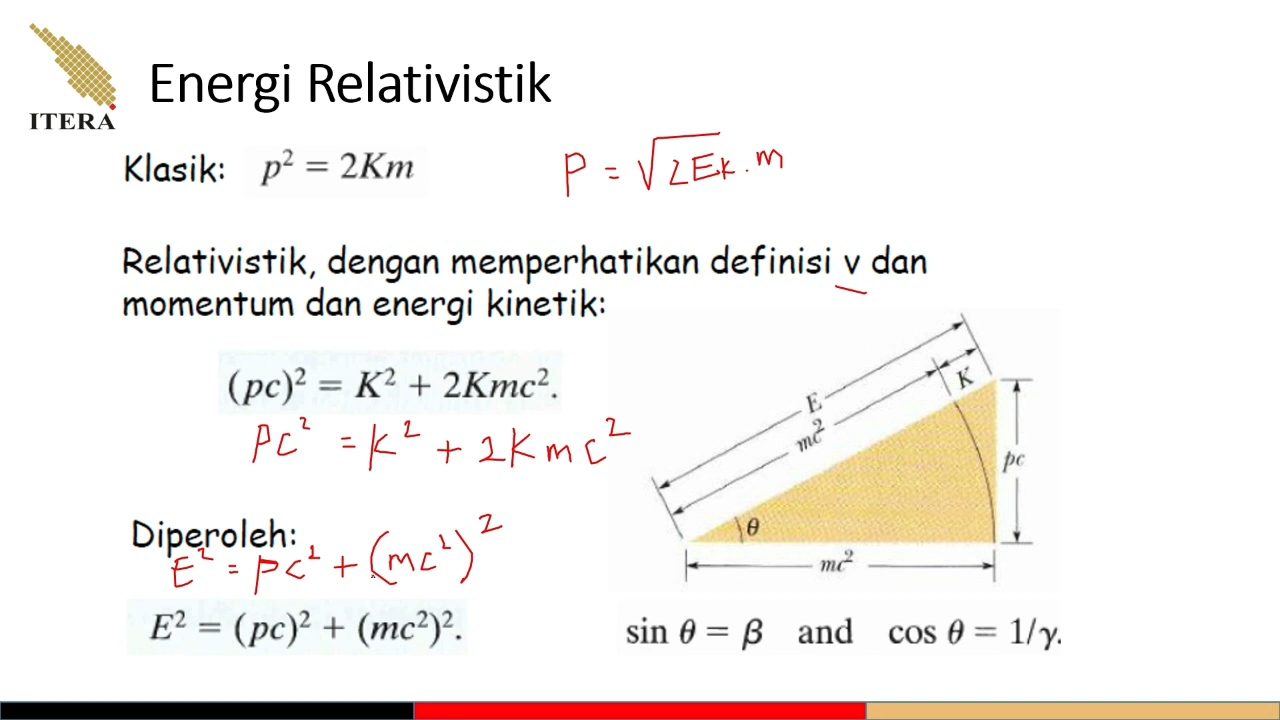 ITERA
Energi Relativistik
Klasik: p² = 2Km
P = √2Ek.m
Relativistik, dengan memperhatikan definisi v dan
momentum dan energi kinetik:
(pc)² = K² + 2Kmc².
Pc² = K² + 2Kmc²
E
mc²
K
pc
θ
mc²
Diperoleh:
E² = pc² + (mc²)²
E² = (pc)² + (mc²)².
sin θ = β and cos θ = 1/γ.